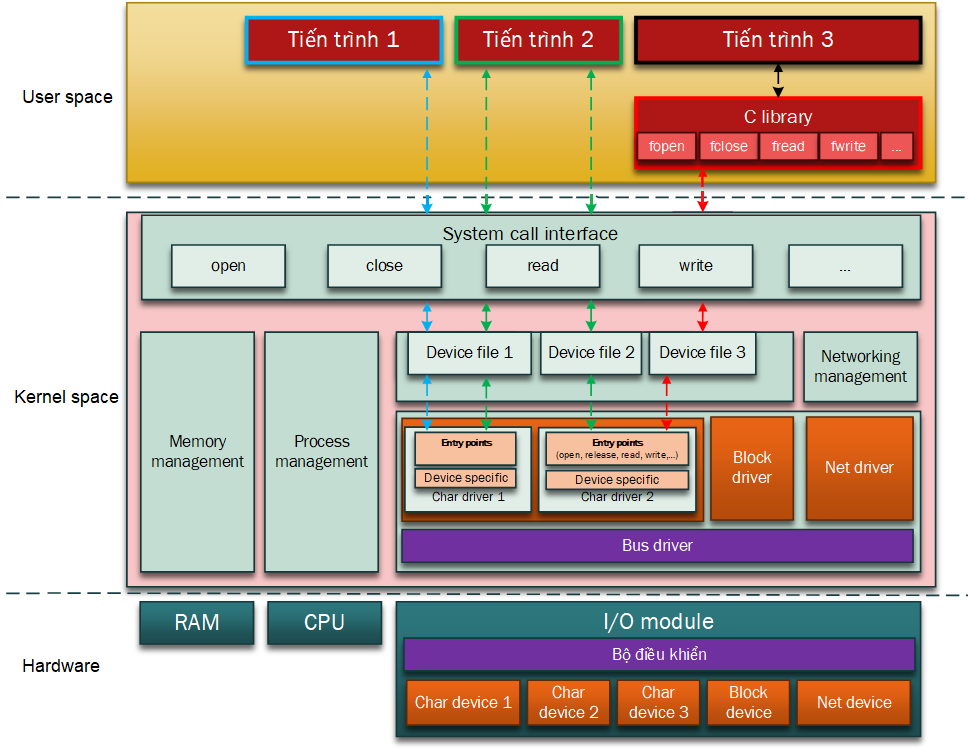 Tiến trình 1
Tiến trình 2
Tiến trình 3
User space
C library
fopen
fclose
fread
fwrite
...
System call interface
open
close
read
write
...
Kernel space
Memory
management
Process
management
Device file 1
Device file 2
Device file 3
Networking
management
Entry points
Device specific
Char driver 1
Entry points
(open, release, read, write,...)
Device specific
Char driver 2
Block
driver
Net driver
Bus driver
Hardware
RAM
CPU
I/O module
Bộ điều khiển
Char device 1
Char
device 2
Char
device 3
Block
device
Net device